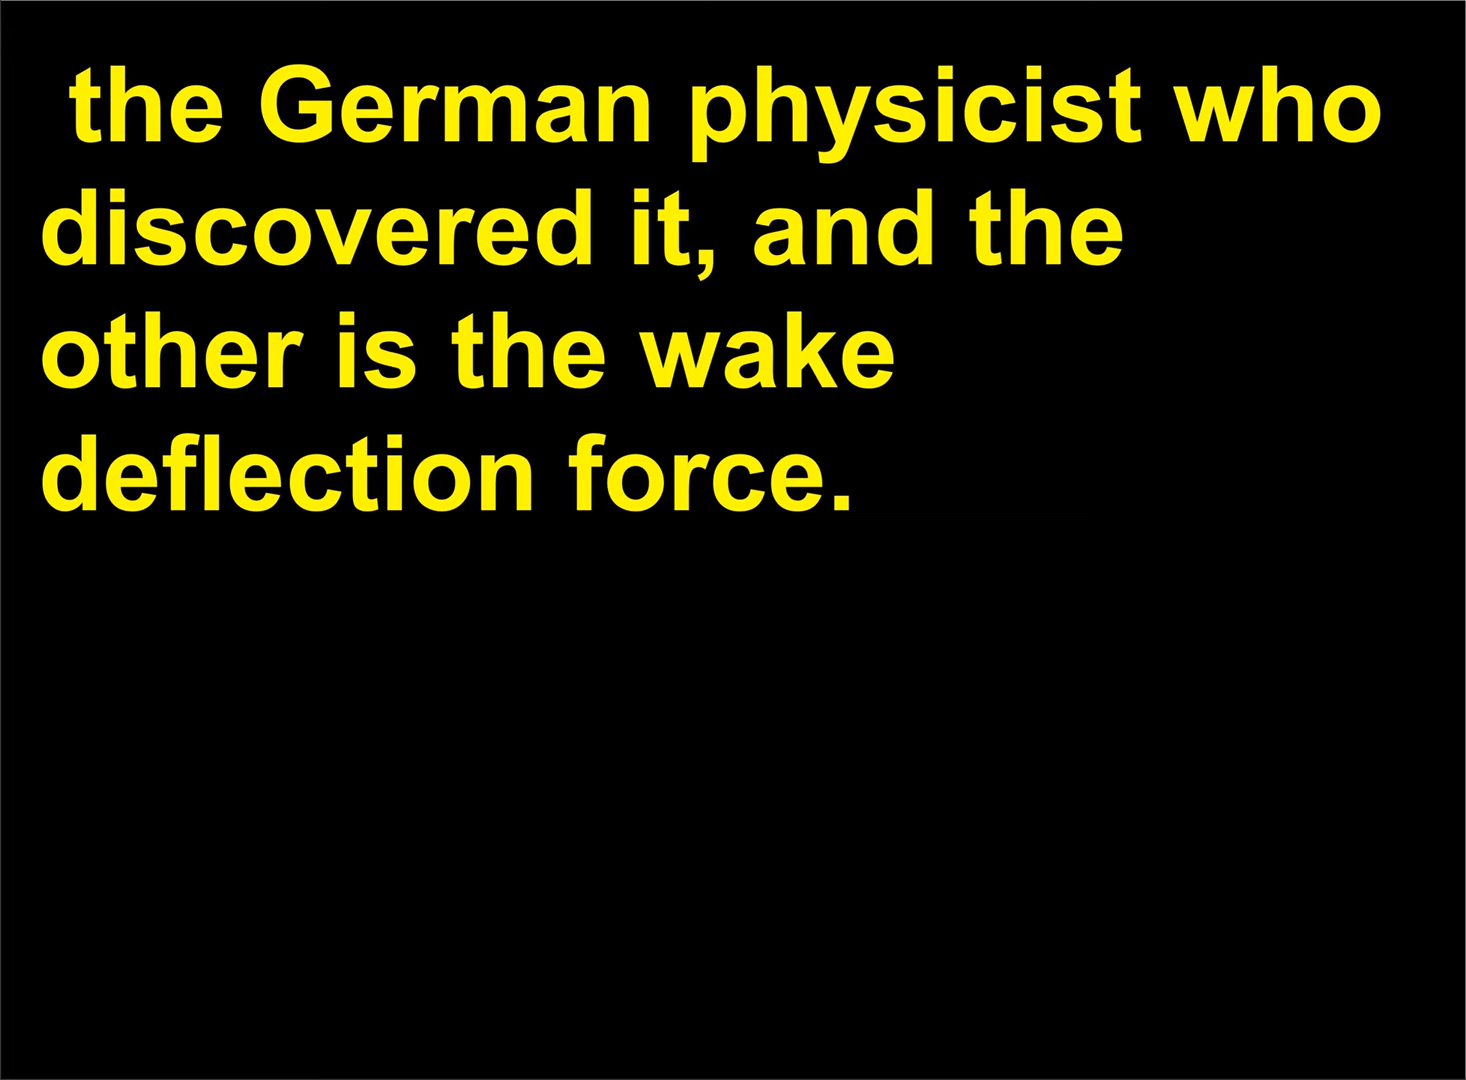 the German physicist who
discovered it, and the
other is the wake
deflection force.